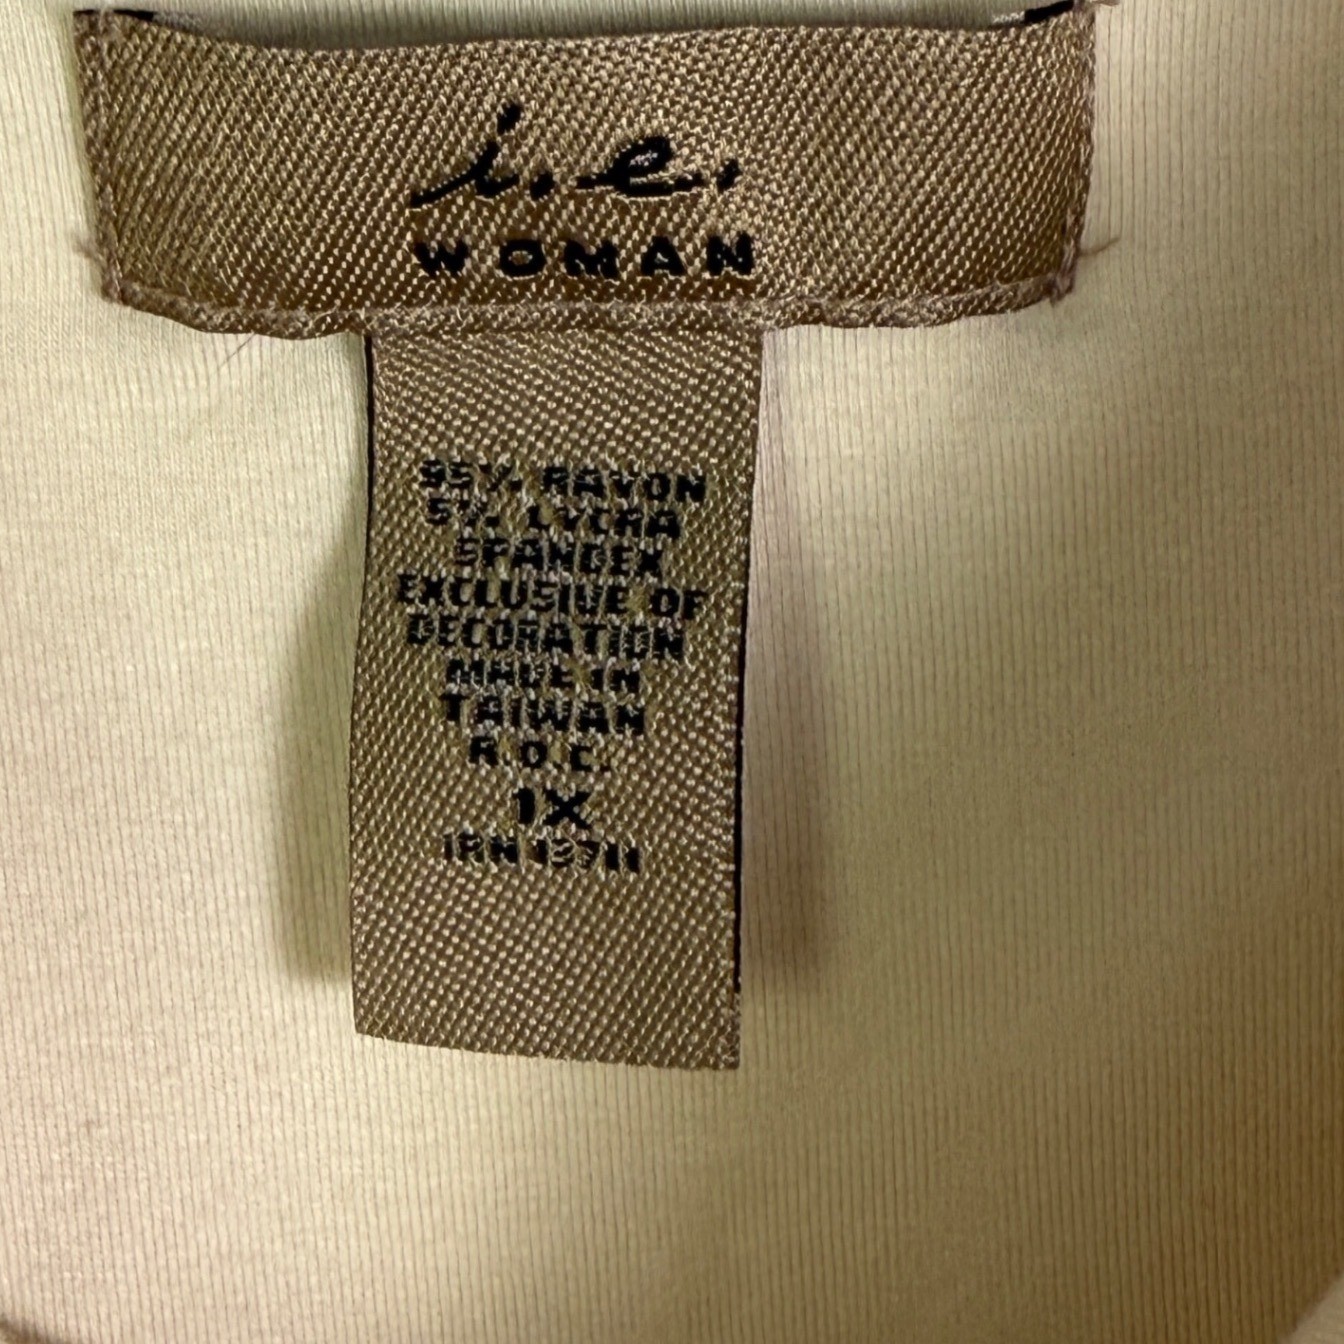 i.e.
WOMAN
95% RAYON
5% LYCRA
SPANDEX
EXCLUSIVE OF
DECORATION
MADE IN
TAIWAN
R.O.C.
1X